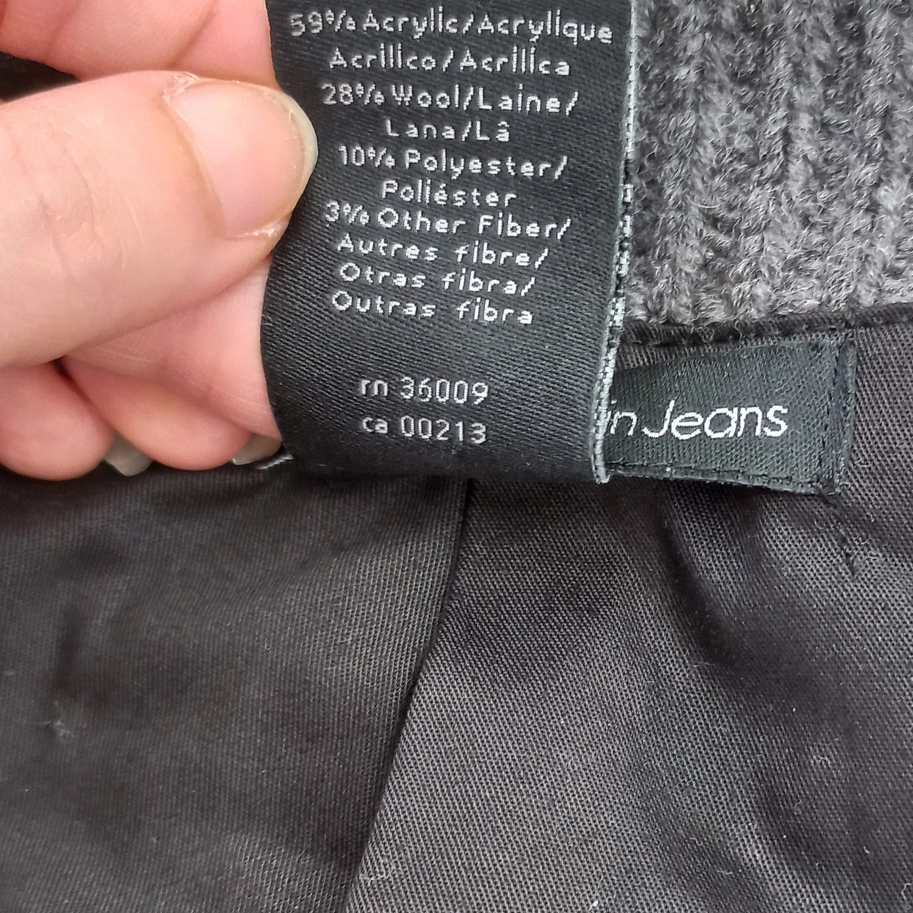 59% Acrylic/Acrylique
Acrilico/Acrilica
28% Wool/Laine/
Lana/Lâ
10% Polyester/
Poliéster
3% Other Fiber/
Autres fibre/
Otras fibra/
Outras fibra
rn 36009
ca 00213
Jeans